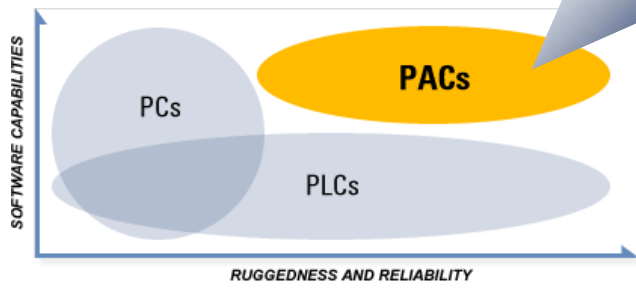 SOFTWARE CAPABILITIES
PCs
PACs
PLCs
RUGGEDNESS AND RELIABILITY